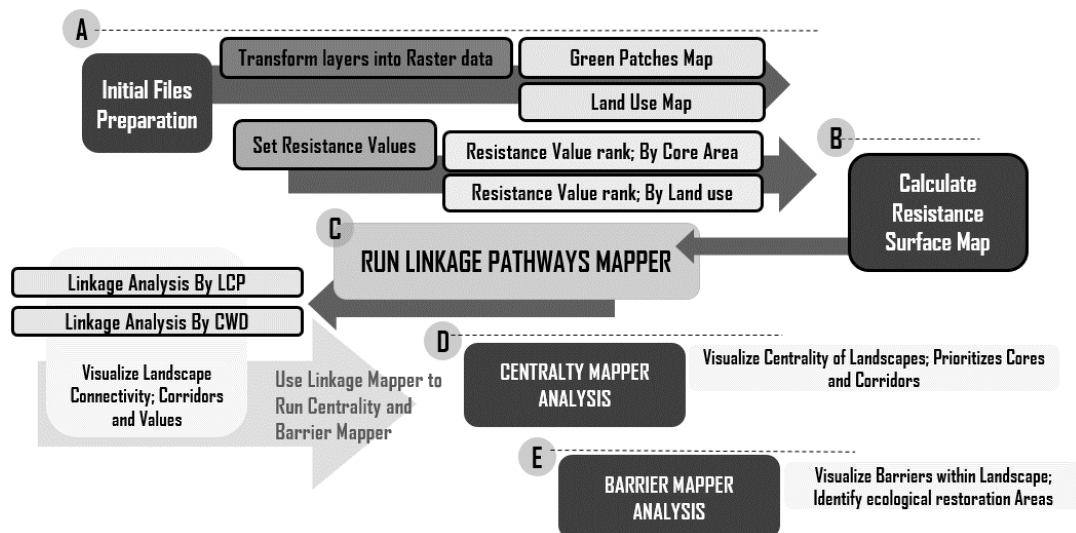 A
Initial Files
Preparation
Transform layers into Raster data
Green Patches Map
Land Use Map
Set Resistance Values
Resistance Value rank; By Core Area
Resistance Value rank; By Land use
B
Calculate
Resistance
Surface Map
C
RUN LINKAGE PATHWAYS MAPPER
Linkage Analysis By LCP
Linkage Analysis By CWD
Visualize Landscape
Connectivity; Corridors
and Values
Use Linkage Mapper to
Run Centrality and
Barrier Mapper
D
CENTRALTY MAPPER
ANALYSIS
Visualize Centrality of Landscapes; Prioritizes Cores
and Corridors
E
BARRIER MAPPER
ANALYSIS
Visualize Barriers within Landscape;
Identify ecological restoration Areas